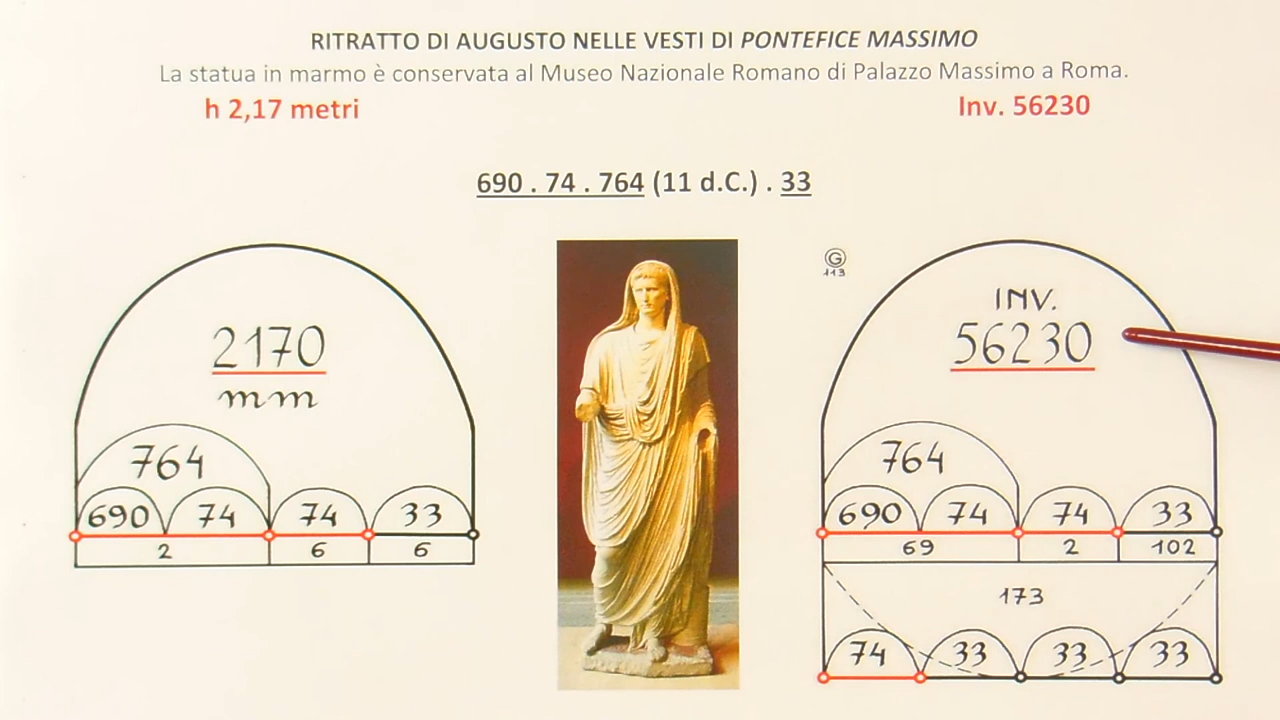 RITRATTO DI AUGUSTO NELLE VESTI DI PONTEFICE MASSIMO
La statua in marmo è conservata al Museo Nazionale Romano di Palazzo Massimo a Roma.
h 2,17 metri Inv. 56230
690 . 74 . 764 (11 d.C.) . 33
2170
mm
764
690 74 74 33
2 6 6
G
113
INV.
56230
764
690 74 74 33
69 2 102
173
74 33 33 33